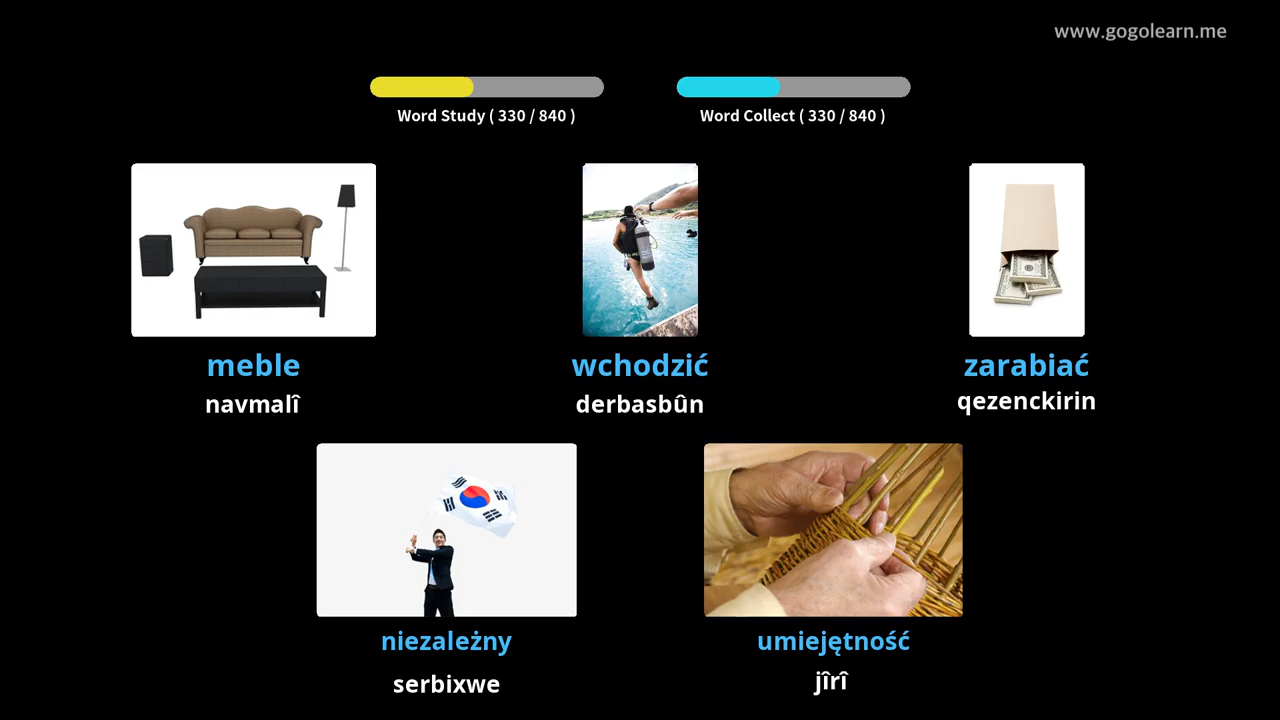 www.gogolearn.me
Word Study ( 330 / 840 )
Word Collect ( 330 / 840 )
meble
navmalî
wchodzić
derbasbûn
zarabiać
qezenckirin
niezależny
serbixwe
umiejętność
jîrî